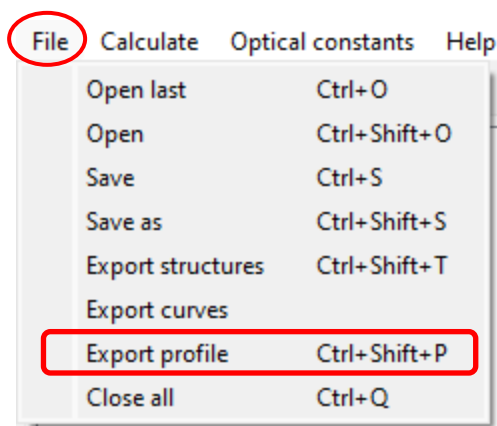 File Calculate Optical constants Help
Open last Ctrl+O
Open Ctrl+Shift+O
Save Ctrl+S
Save as Ctrl+Shift+S
Export structures Ctrl+Shift+T
Export curves
Export profile Ctrl+Shift+P
Close all Ctrl+Q